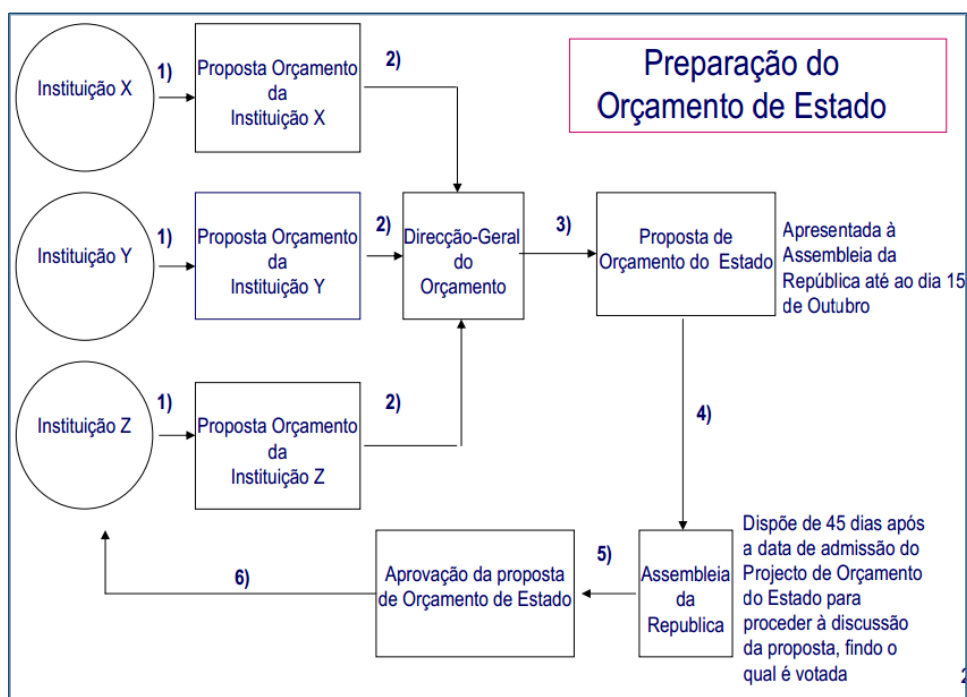 Preparação do
Orçamento de Estado
Instituição X
1)
Proposta Orçamento
da
Instituição X
2)
Instituição Y
1)
Proposta Orçamento
da
Instituição Y
2)
Direcção-Geral
do
Orçamento
3)
Proposta de
Orçamento do Estado
Apresentada à
Assembleia da
República até ao dia 15
de Outubro
Instituição Z
1)
Proposta Orçamento
da
Instituição Z
2)
4)
Assembleia
da
Republica
Dispõe de 45 dias após
a data de admissão do
Projecto de Orçamento
do Estado para
proceder à discussão
da proposta, findo o
qual é votada
5)
Aprovação da proposta
de Orçamento de Estado
6)